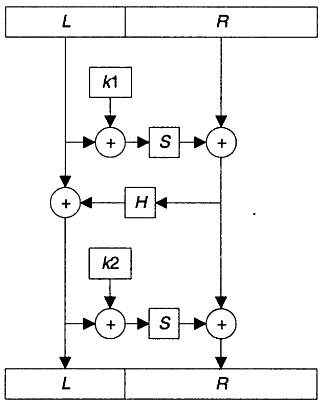 L R
k1
+ S +
+ H
k2
+ S +
L R